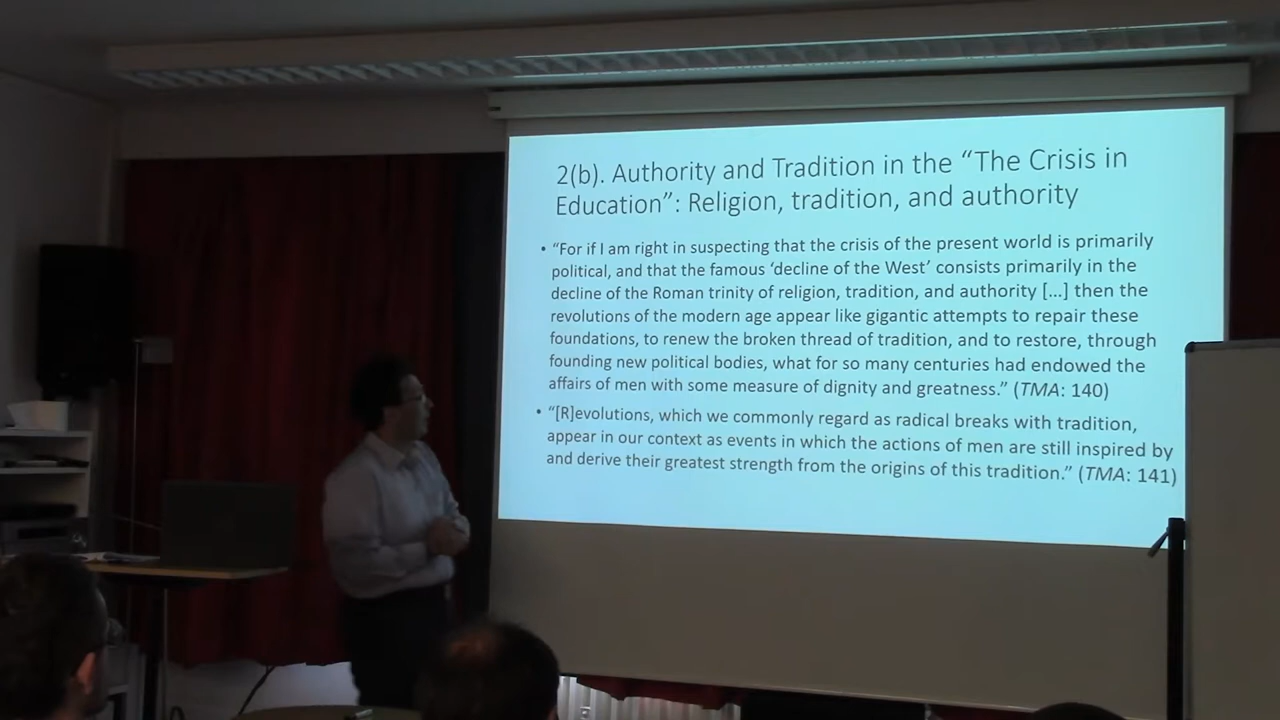 2(b). Authority and Tradition in the “The Crisis in
Education”: Religion, tradition, and authority
• “For if I am right in suspecting that the crisis of the present world is primarily
political, and that the famous ‘decline of the West’ consists primarily in the
decline of the Roman trinity of religion, tradition, and authority […] then the
revolutions of the modern age appear like gigantic attempts to repair these
foundations, to renew the broken thread of tradition, and to restore, through
founding new political bodies, what for so many centuries had endowed the
affairs of men with some measure of dignity and greatness.” (TMA: 140)
• “[R]evolutions, which we commonly regard as radical breaks with tradition,
appear in our context as events in which the actions of men are still inspired by
and derive their greatest strength from the origins of this tradition.” (TMA: 141)